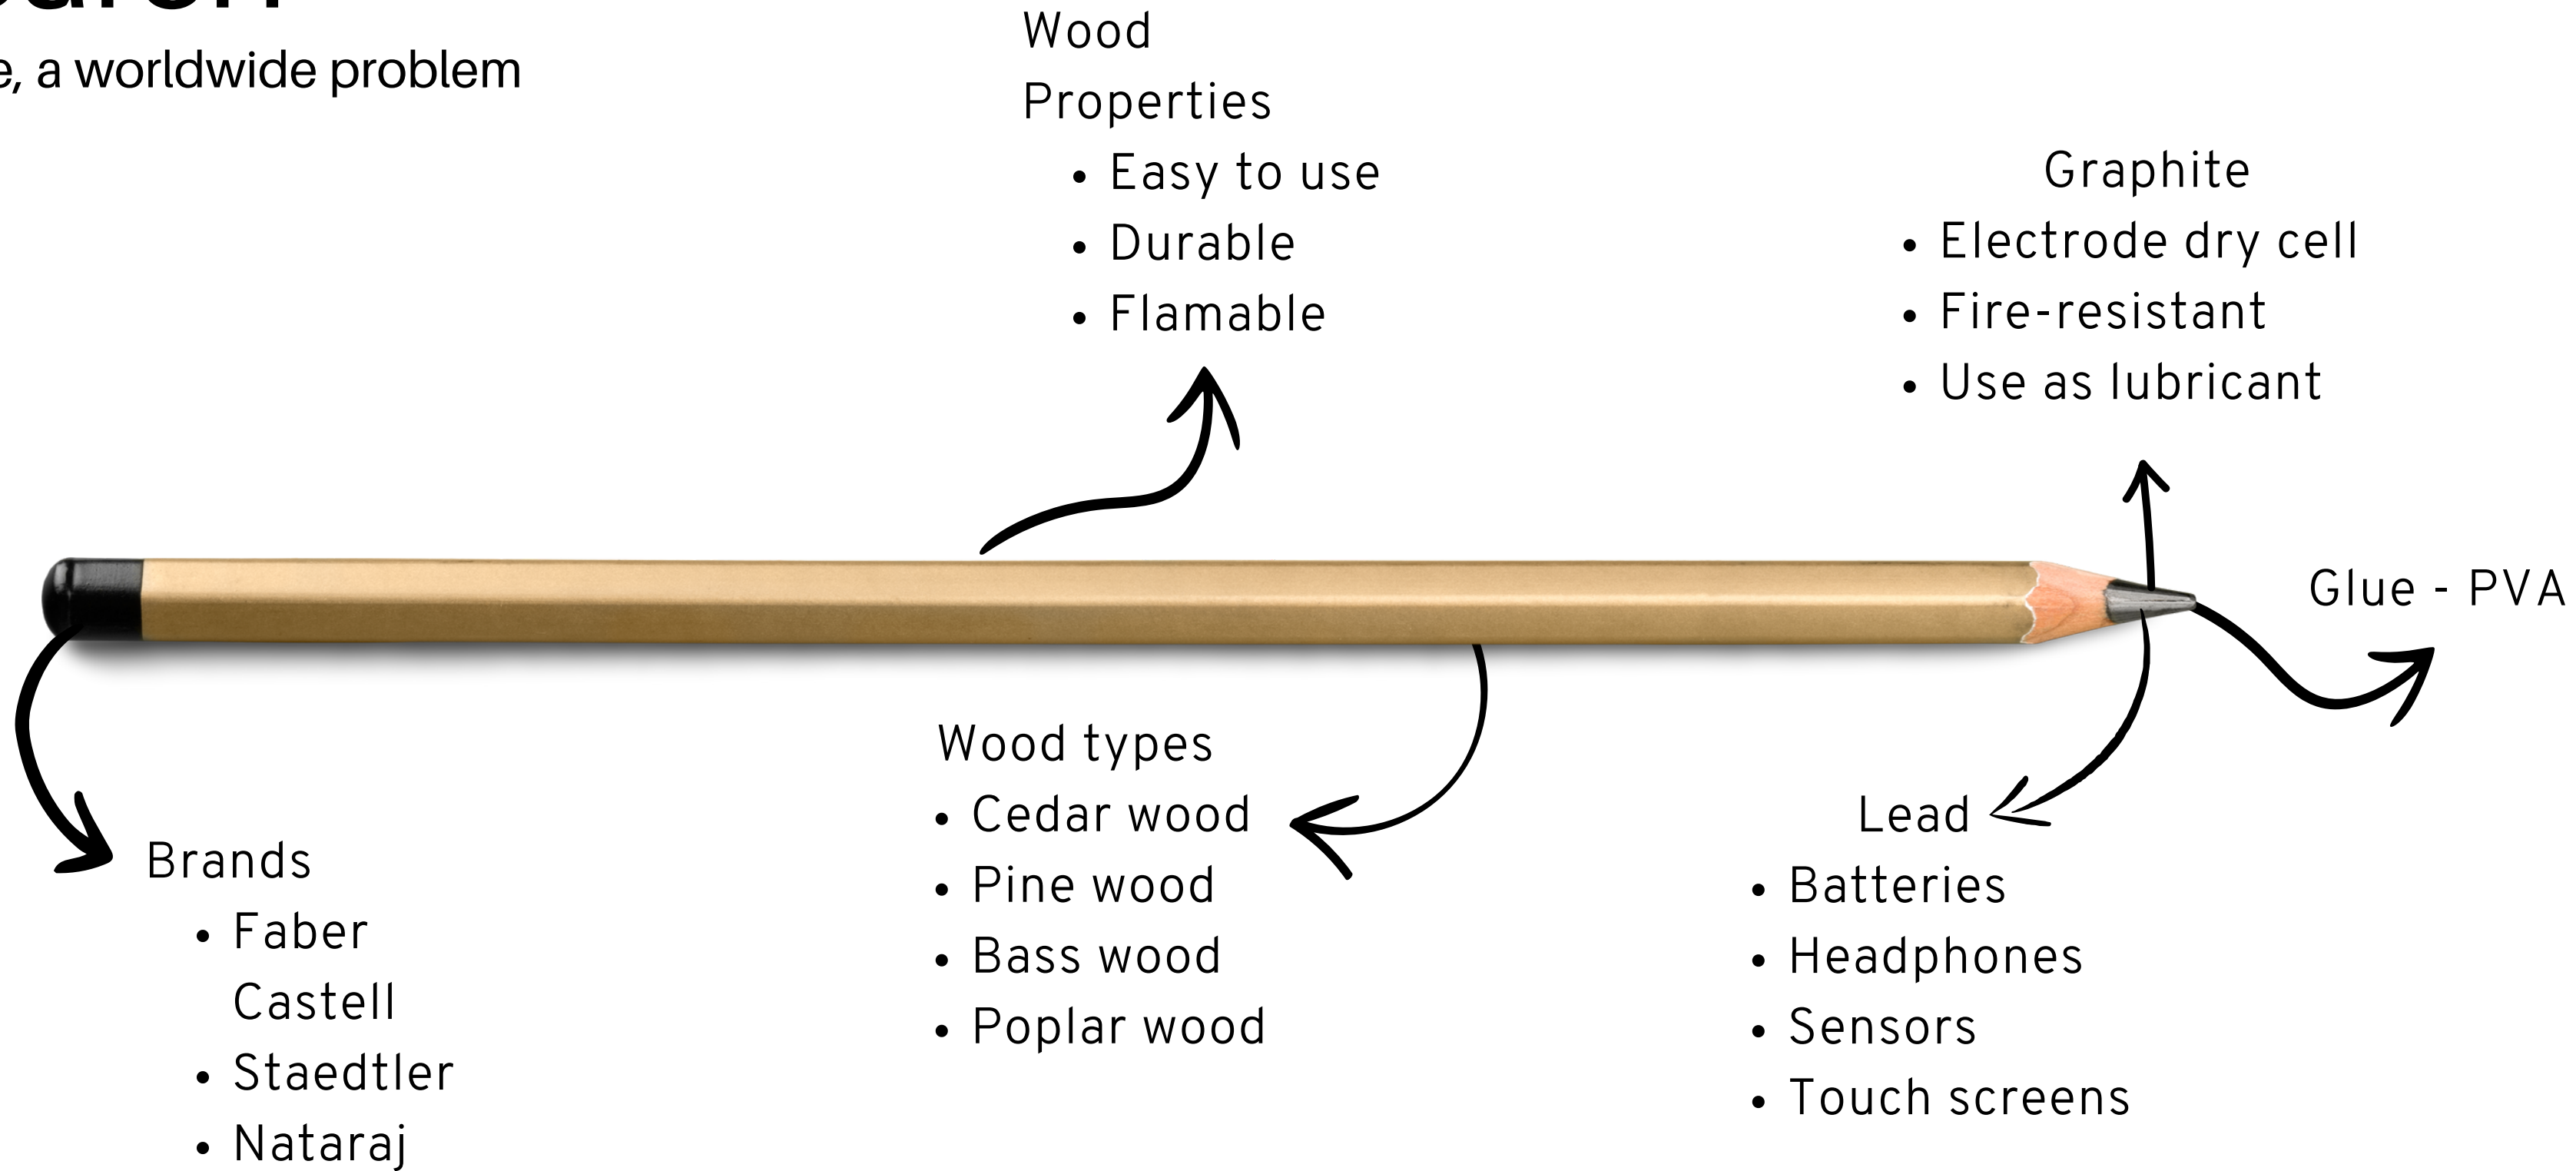 e, a worldwide problem
Wood
Properties
• Easy to use
• Durable
• Flamable
Graphite
• Electrode dry cell
• Fire-resistant
• Use as lubricant
Glue - PVA
Wood types
• Cedar wood
• Pine wood
• Bass wood
• Poplar wood
Lead
• Batteries
• Headphones
• Sensors
• Touch screens
Brands
• Faber
Castell
• Staedtler
• Nataraj